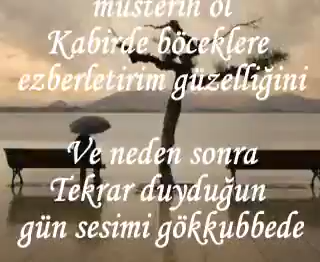 müsterih ol
Kabirde böceklere
ezberletirim güzelliğini
Ve neden sonra
Tekrar duyduğun
gün sesimi gökkubbede